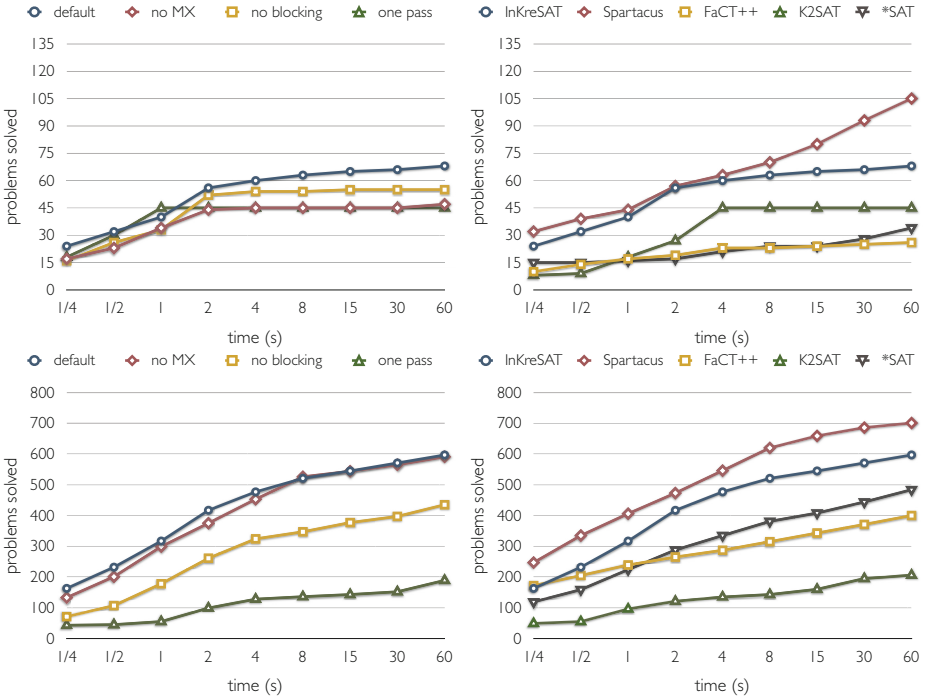 default no MX no blocking one pass
135
120
105
90
75
60
45
30
15
0
problems solved
1/4 1/2 1 2 4 8 15 30 60
time (s)
InKreSAT Spartacus FaCT++ K2SAT *SAT
135
120
105
90
75
60
45
30
15
0
problems solved
1/4 1/2 1 2 4 8 15 30 60
time (s)
default no MX no blocking one pass
800
700
600
500
400
300
200
100
0
problems solved
1/4 1/2 1 2 4 8 15 30 60
time (s)
InKreSAT Spartacus FaCT++ K2SAT *SAT
800
700
600
500
400
300
200
100
0
problems solved
1/4 1/2 1 2 4 8 15 30 60
time (s)